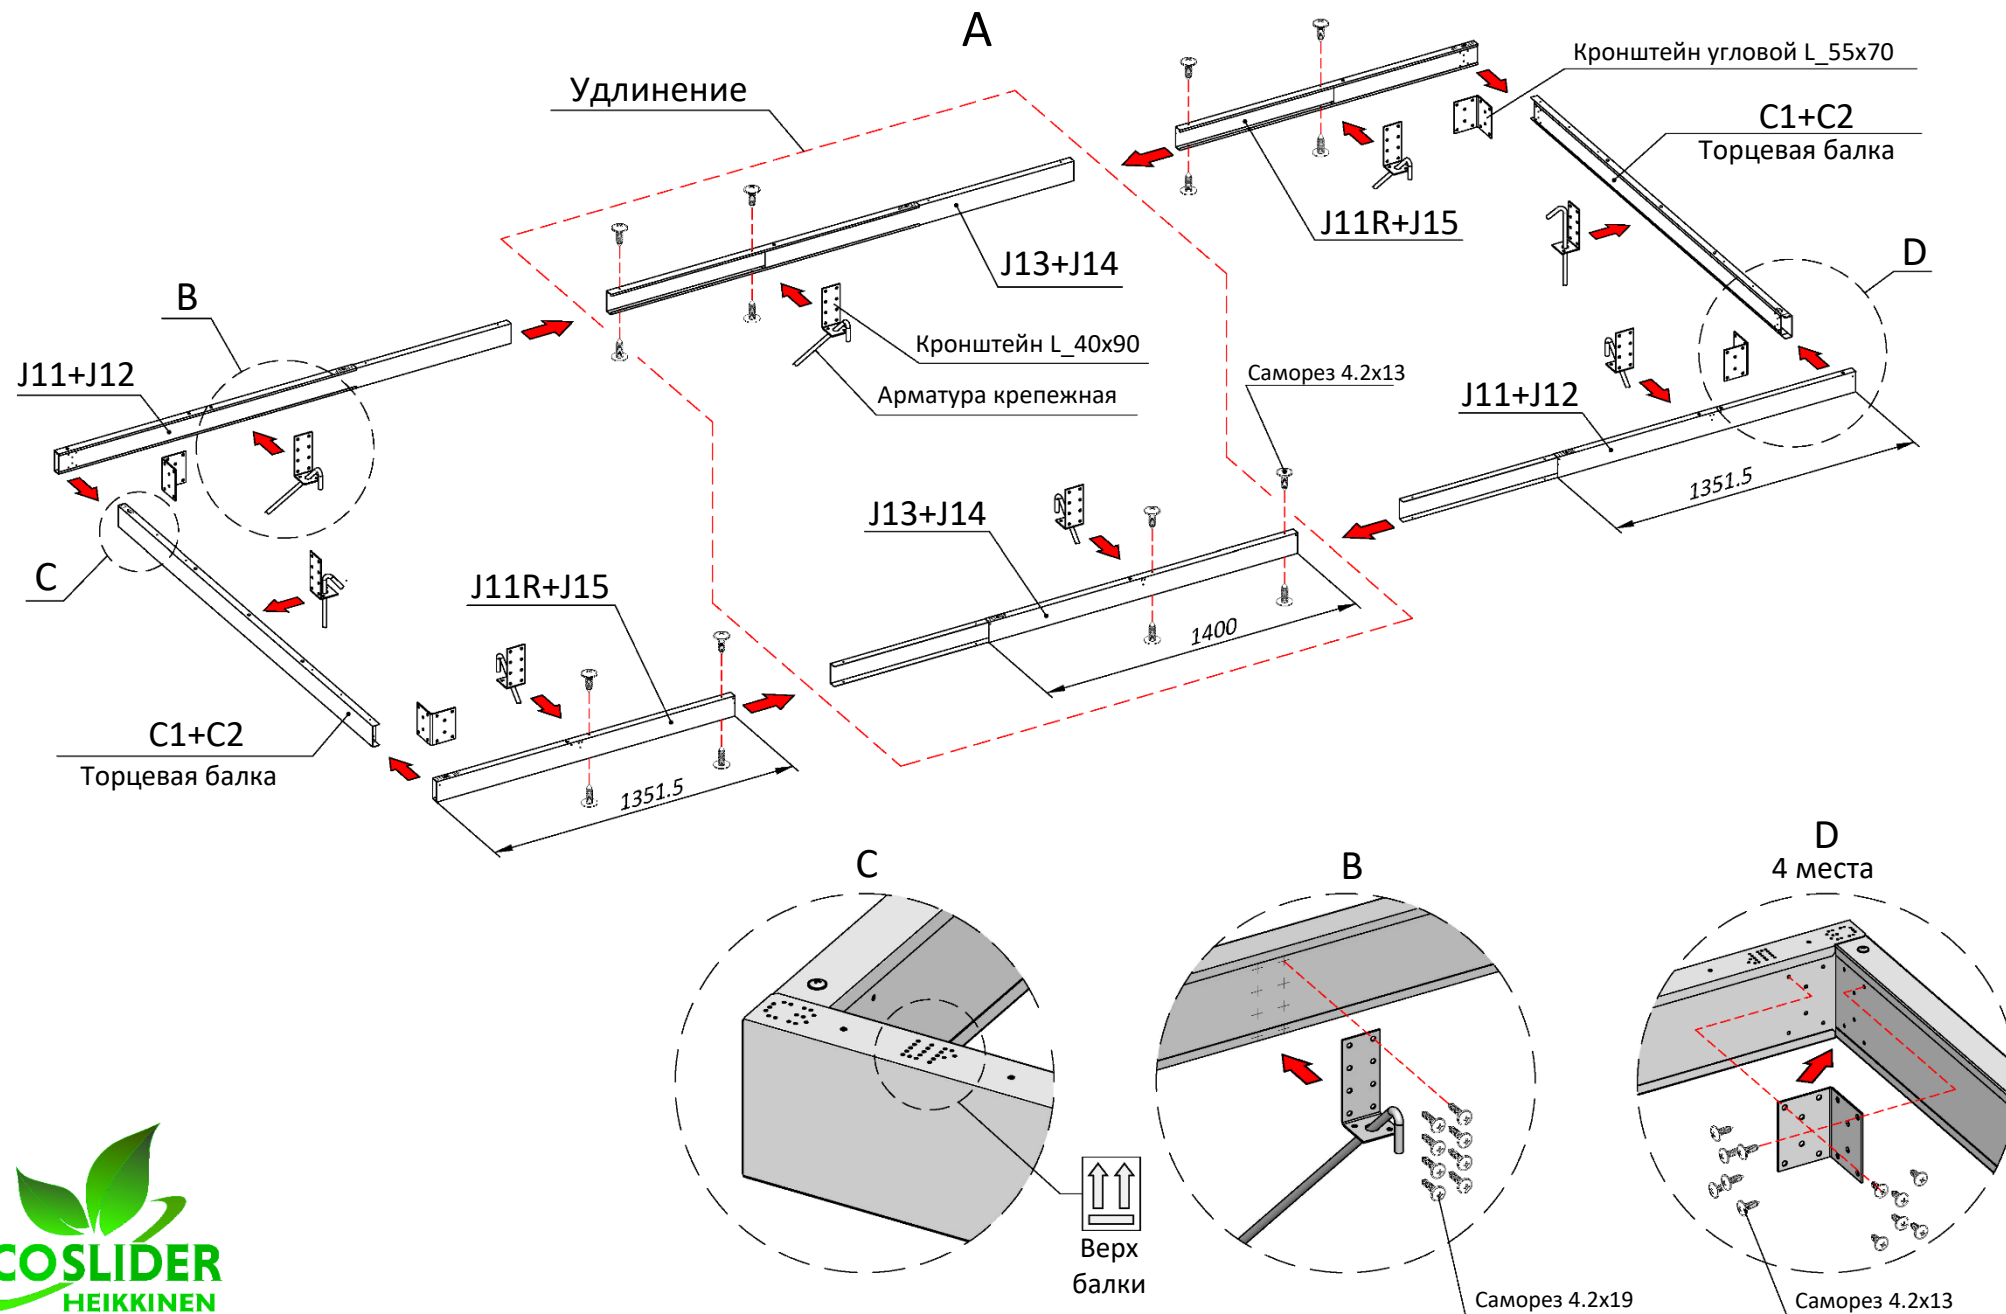 A
Удлинение
Кронштейн угловой L_55x70
C1+C2
Торцевая балка
J11R+J15
D
J13+J14
B
J11+J12
Кронштейн L_40x90
Арматура крепежная
Саморез 4.2x13
J11+J12
1351.5
J13+J14
1400
C
J11R+J15
C1+C2
Торцевая балка
1351.5
C
B
D
4 места
UP
Верх
балки
Саморез 4.2x19
Саморез 4.2x13
COSLIDER
HEIKKINEN